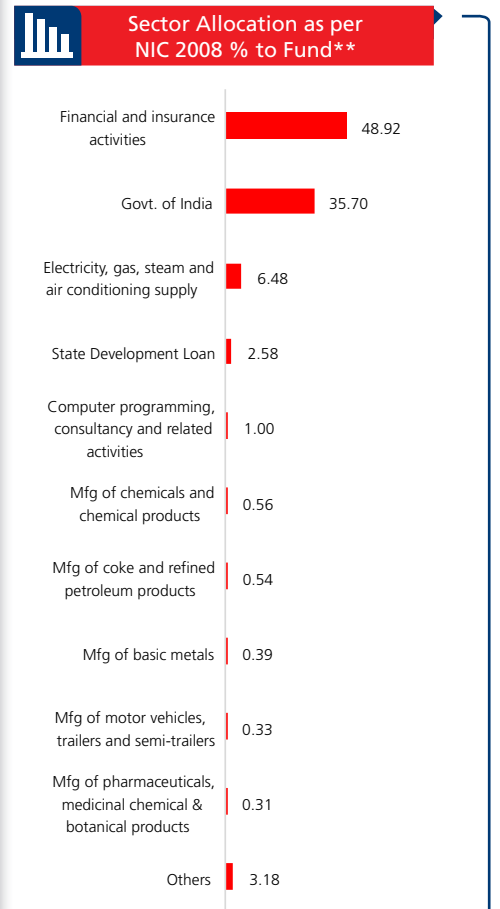 Sector Allocation as per
NIC 2008 % to Fund**
Financial and insurance
activities
48.92
Govt. of India
35.70
Electricity, gas, steam and
air conditioning supply
6.48
State Development Loan
2.58
Computer programming,
consultancy and related
activities
1.00
Mfg of chemicals and
chemical products
0.56
Mfg of coke and refined
petroleum products
0.54
Mfg of basic metals
0.39
Mfg of motor vehicles,
trailers and semi-trailers
0.33
Mfg of pharmaceuticals,
medicinal chemical &
botanical products
0.31
Others
3.18